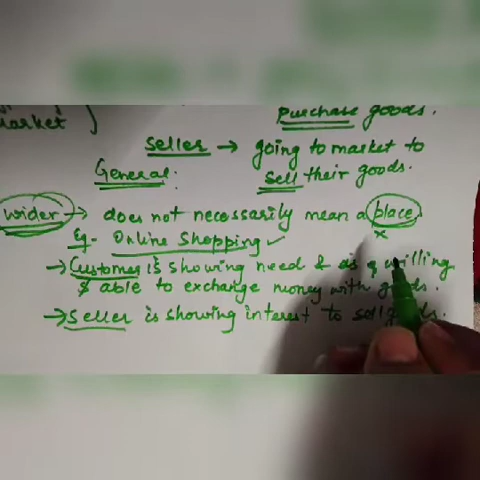 market }
Purchase goods.
Seller → going to market to
General: Sell their goods.
wider → does not necessarily mean a place.
Eg- Online Shopping ✓ x
→ Customer is showing need & is willing
& able to exchange money with goods.
→ Seller is showing interest to sell goods.